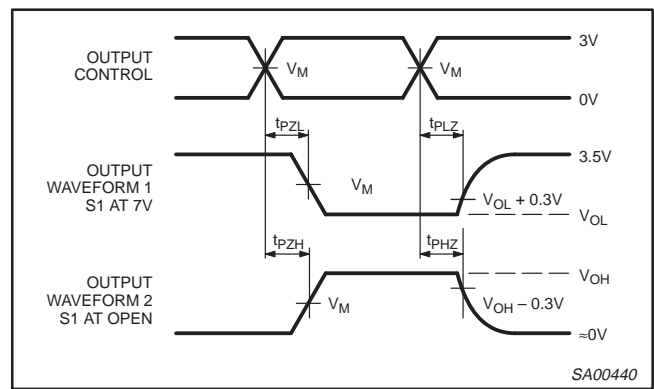 OUTPUT
CONTROL
V_M
V_M
3V
0V
t_PZL
t_PLZ
OUTPUT
WAVEFORM 1
S1 AT 7V
V_M
3.5V
V_OL + 0.3V
V_OL
t_PZH
t_PHZ
OUTPUT
WAVEFORM 2
S1 AT OPEN
V_M
V_OH
V_OH – 0.3V
≈0V
SA00440